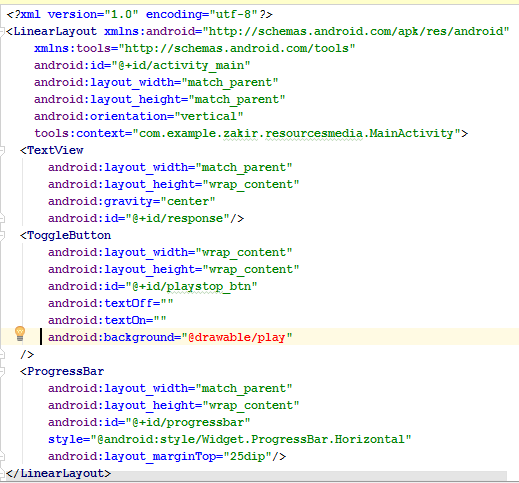 <?xml version="1.0" encoding="utf-8"?>
<LinearLayout xmlns:android="http://schemas.android.com/apk/res/android"
    xmlns:tools="http://schemas.android.com/tools"
    android:id="@+id/activity_main"
    android:layout_width="match_parent"
    android:layout_height="match_parent"
    android:orientation="vertical"
    tools:context="com.example.zakir.resourcesmedia.MainActivity">
  <TextView
      android:layout_width="match_parent"
      android:layout_height="wrap_content"
      android:gravity="center"
      android:id="@+id/response"/>
  <ToggleButton
      android:layout_width="wrap_content"
      android:layout_height="wrap_content"
      android:id="@+id/playstop_btn"
      android:textOff=""
      android:textOn=""
      android:background="@drawable/play"
  />
  <ProgressBar
      android:layout_width="match_parent"
      android:layout_height="wrap_content"
      android:id="@+id/progressbar"
      style="@android:style/Widget.ProgressBar.Horizontal"
      android:layout_marginTop="25dip"/>
</LinearLayout>